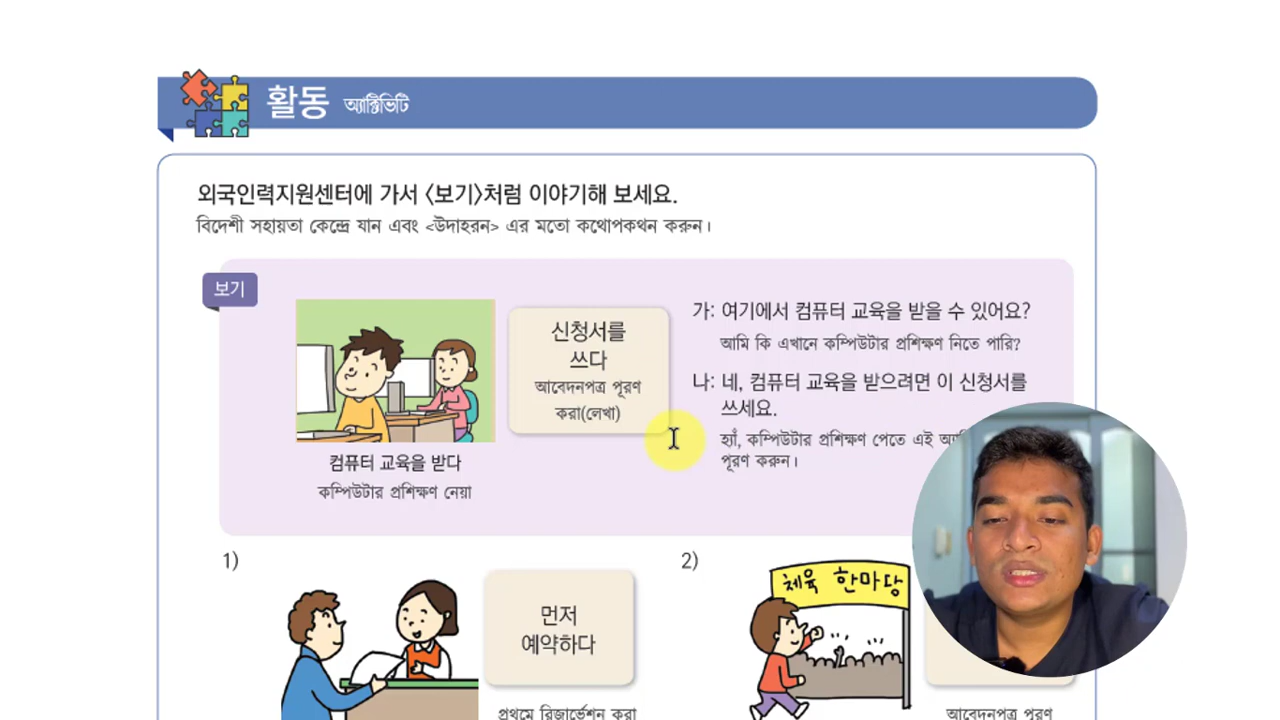 활동 অ্যাক্টিভিটি
외국인력지원센터에 가서 〈보기〉처럼 이야기해 보세요.
বিদেশী সহায়তা কেন্দ্রে যান এবং <উদাহরন> এর মতো কথোপকথন করুন।
보기
신청서를
쓰다
আবেদনপত্র পূরণ
করা(লেখা)
컴퓨터 교육을 받다
কম্পিউটার প্রশিক্ষণ নেয়া
가: 여기에서 컴퓨터 교육을 받을 수 있어요?
আমি কি এখানে কম্পিউটার প্রশিক্ষণ নিতে পারি?
나: 네, 컴퓨터 교육을 받으려면 이 신청서를
쓰세요.
হ্যাঁ, কম্পিউটার প্রশিক্ষণ পেতে এই
পূরণ করুন।
1)
먼저
예약하다
প্রথমে রিজার্ভেশন করা
2)
체육 한마당
আবেদনপত্র পূরণ